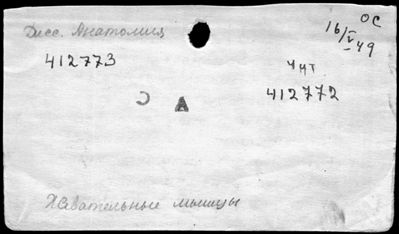 Дисс. Анатомия
ОС
16/V 49
412773
Чит
412772
С А
Жевательные мышцы